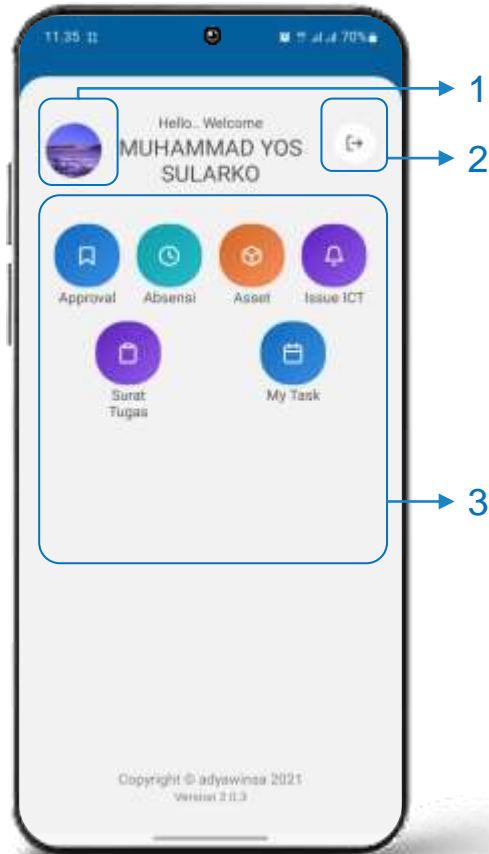 11.35
70%
1
Hello.. Welcome
2
MUHAMMAD YOS
SULARKO
Approval
Absensi
Asset
Issue ICT
Surat
Tugas
My Task
3
Copyright © adyawinsa 2021
Version 2.0.3